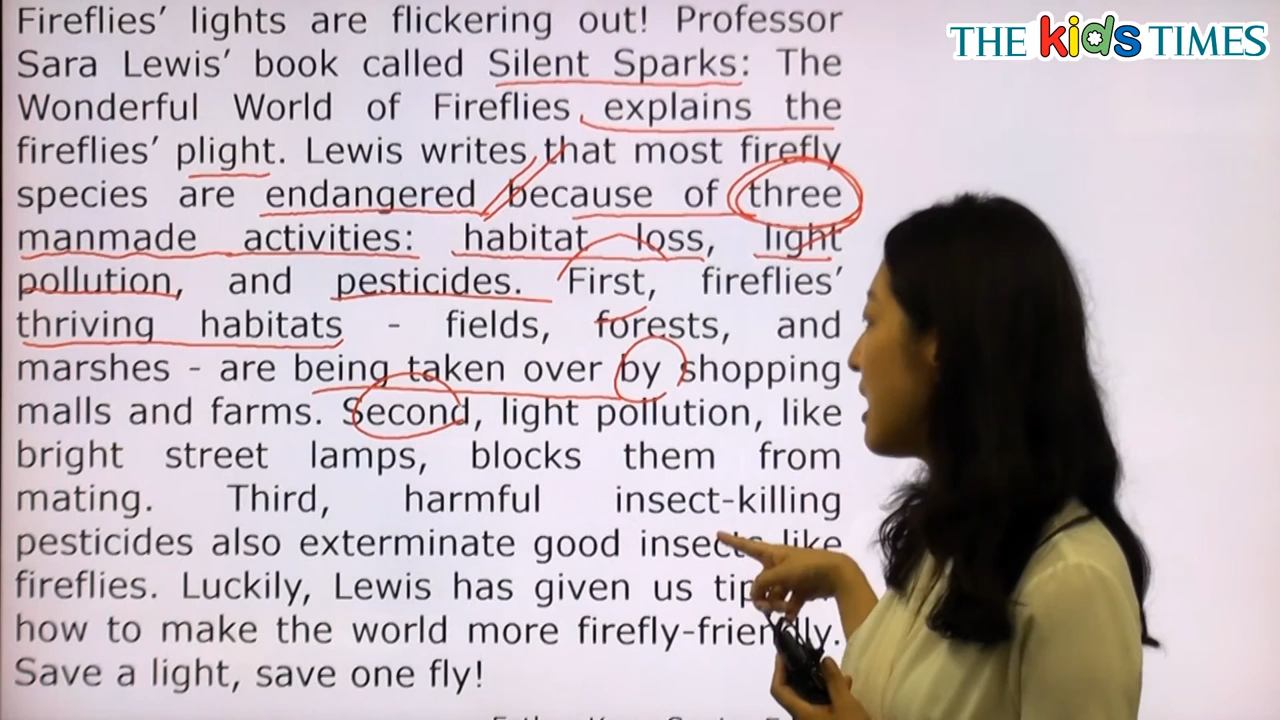 THE kids TIMES
Fireflies’ lights are flickering out! Professor
Sara Lewis’ book called Silent Sparks: The
Wonderful World of Fireflies explains the
fireflies’ plight. Lewis writes that most firefly
species are endangered because of three
manmade activities: habitat loss, light
pollution, and pesticides. First, fireflies’
thriving habitats - fields, forests, and
marshes - are being taken over by shopping
malls and farms. Second, light pollution, like
bright street lamps, blocks them from
mating. Third, harmful insect-killing
pesticides also exterminate good insects like
fireflies. Luckily, Lewis has given us
how to make the world more firefly-friendly.
Save a light, save one fly!